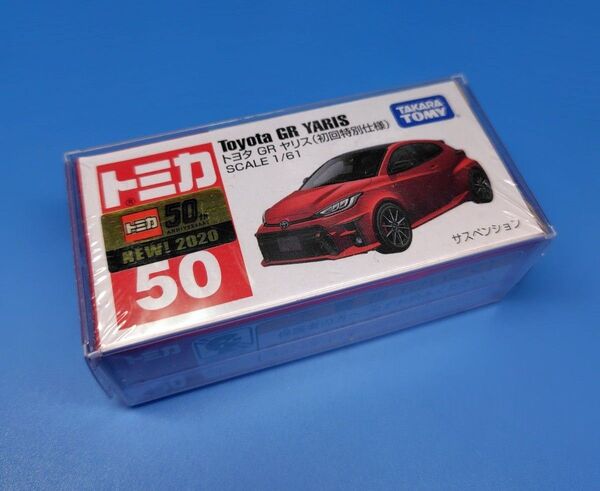 トミカ
®
トミカ 50th
ANNIVERSARY
NEW! 2020
50
Toyota GR YARIS
トヨタ GR ヤリス(初回特別仕様)
SCALE 1/61
TAKARA
TOMY
サスペンション